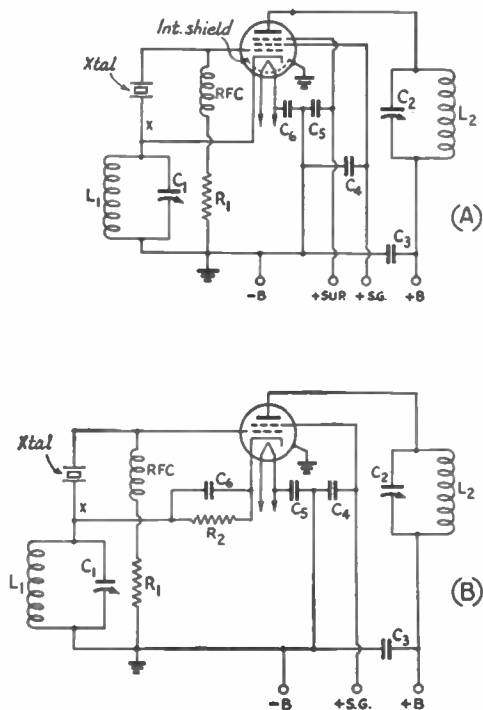 Int. shield
Xtal
RFC
X
C6
C5
C2
L2
L1
C1
R1
C4
(A)
C3
-B
+SUP.
+S.G.
+B
Xtal
RFC
X
C6
R2
C5
C4
C2
L2
L1
C1
R1
(B)
C3
-B
+S.G.
+B